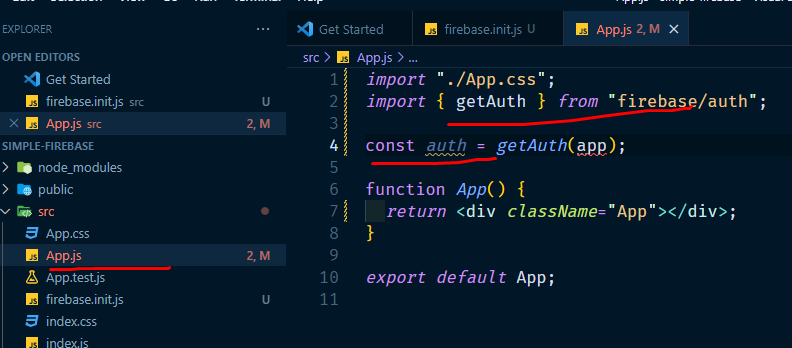 EXPLORER
OPEN EDITORS
Get Started
firebase.init.js src U
App.js src 2, M
SIMPLE-FIREBASE
node_modules
public
src
App.css
App.js 2, M
App.test.js
firebase.init.js U
index.css
index.js
Get Started firebase.init.js U App.js 2, M
src > App.js > ...
1 import "./App.css";
2 import { getAuth } from "firebase/auth";
3
4 const auth = getAuth(app);
5
6 function App() {
7 return <div className="App"></div>;
8 }
9
10 export default App;
11